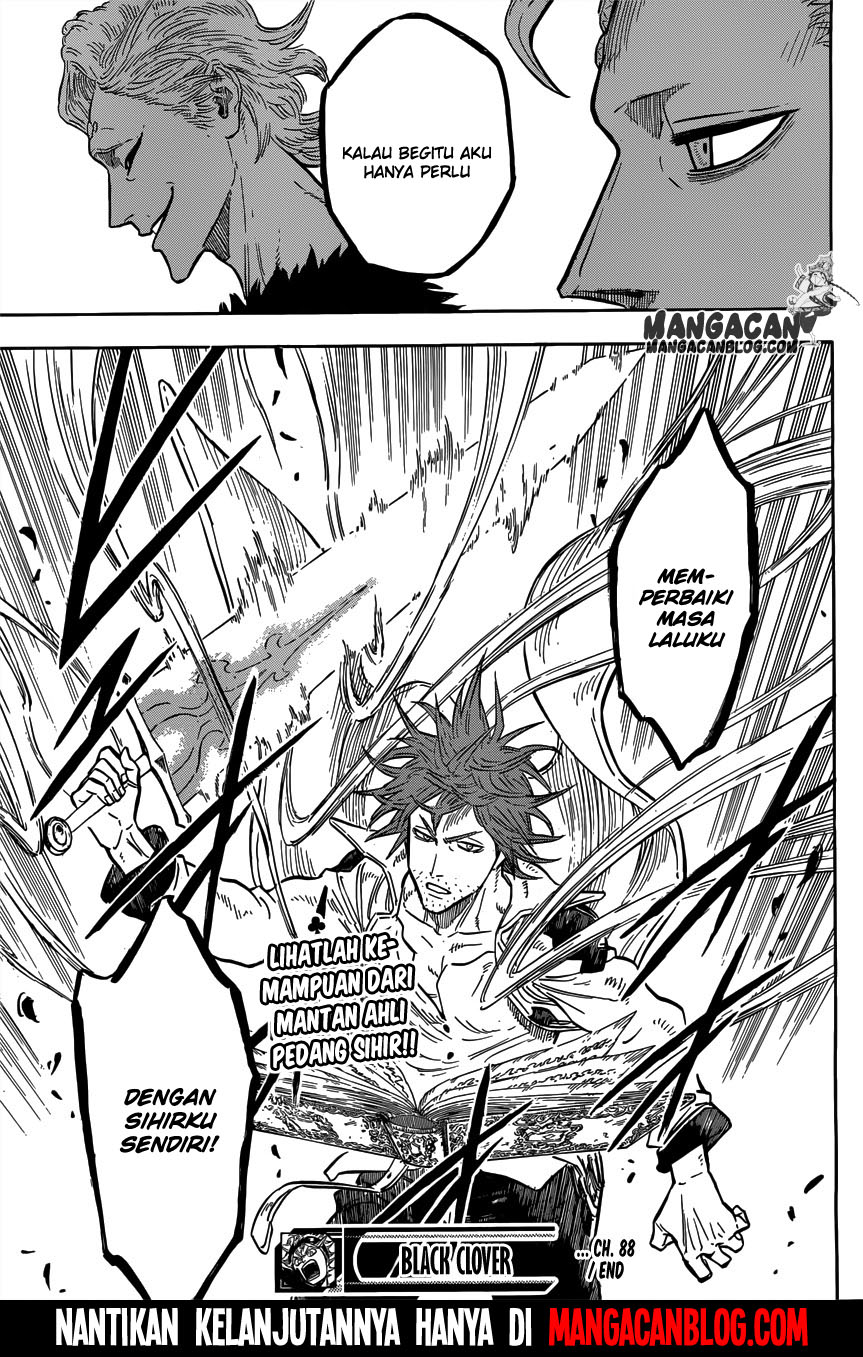 KALAU BEGITU AKU
HANYA PERLU
MANGACAN
MANGACANBLOG.COM
MEM-
PERBAIKI
MASA
LALUKU
LIHATLAH KE-
MAMPUAN DARI
MANTAN AHLI
PEDANG SIHIR!!
DENGAN
SIHIRKU
SENDIRI!
BLACK CLOVER
... CH. 88
/ END
NANTIKAN KELANJUTANNYA HANYA DI MANGACANBLOG.COM